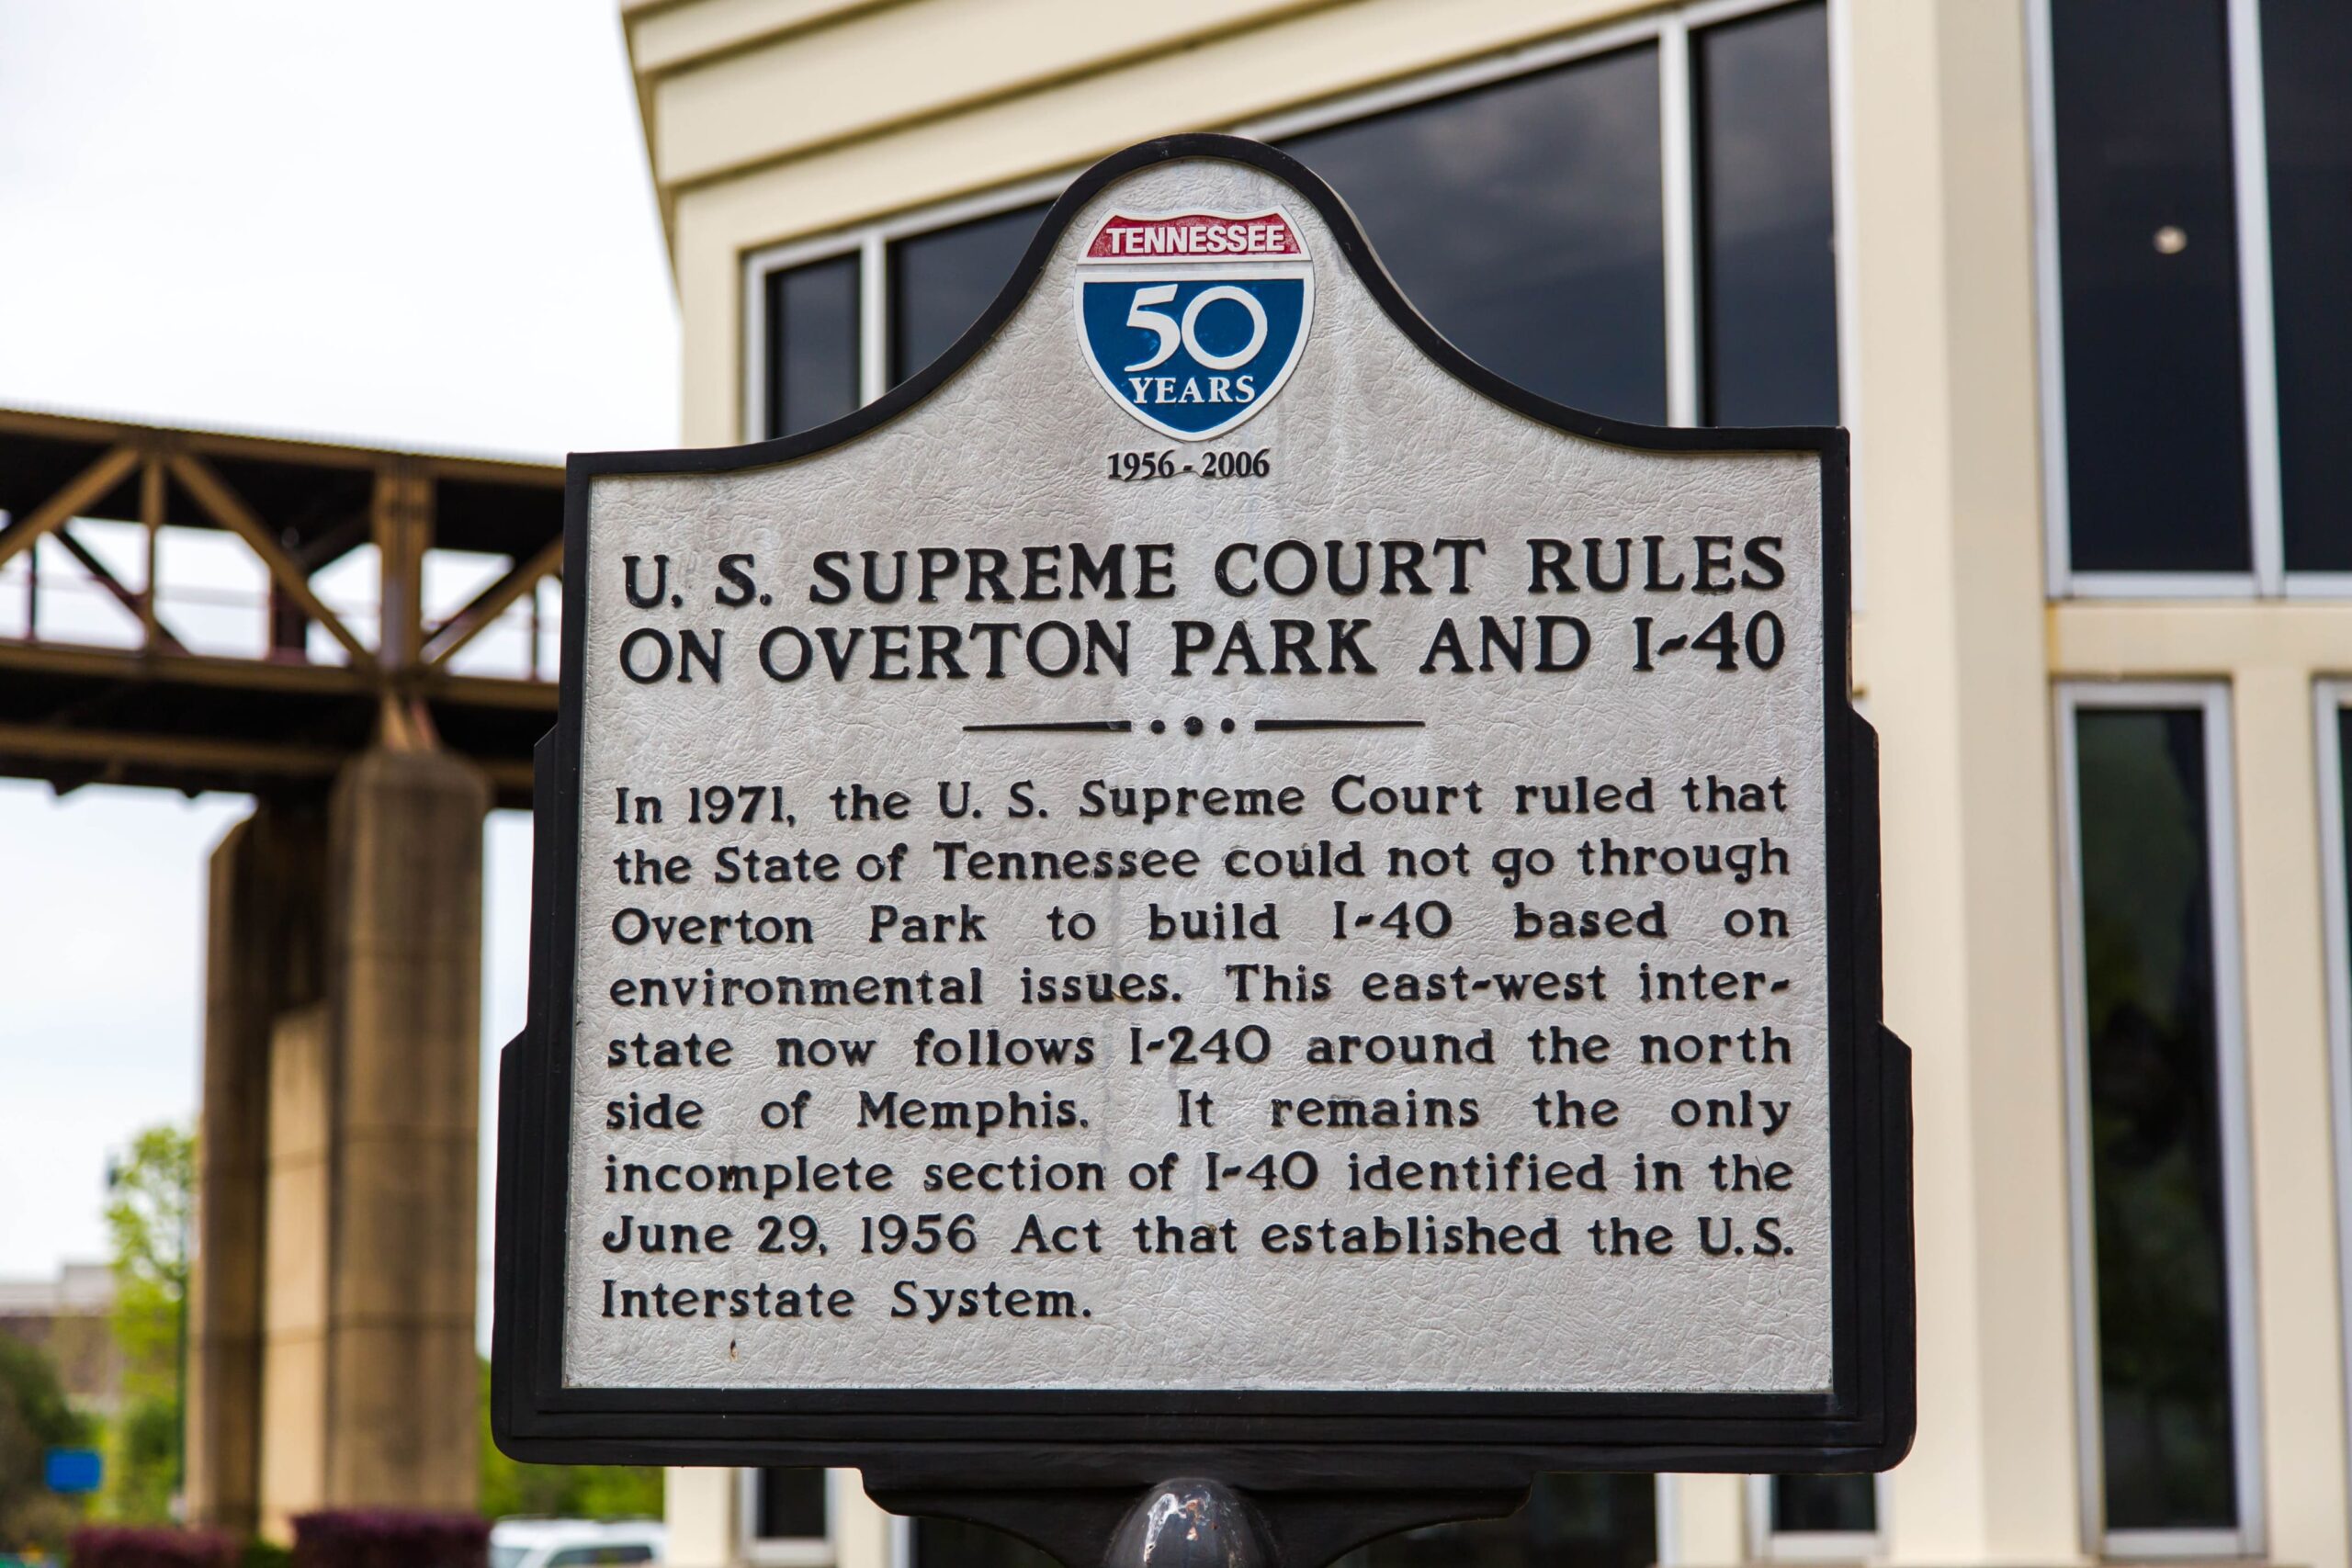 TENNESSEE
50
YEARS
1956 - 2006
U. S. SUPREME COURT RULES
ON OVERTON PARK AND I-40
In 1971, the U. S. Supreme Court ruled that
the State of Tennessee could not go through
Overton Park to build I-40 based on
environmental issues. This east-west inter-
state now follows I-240 around the north
side of Memphis. It remains the only
incomplete section of I-40 identified in the
June 29, 1956 Act that established the U.S.
Interstate System.